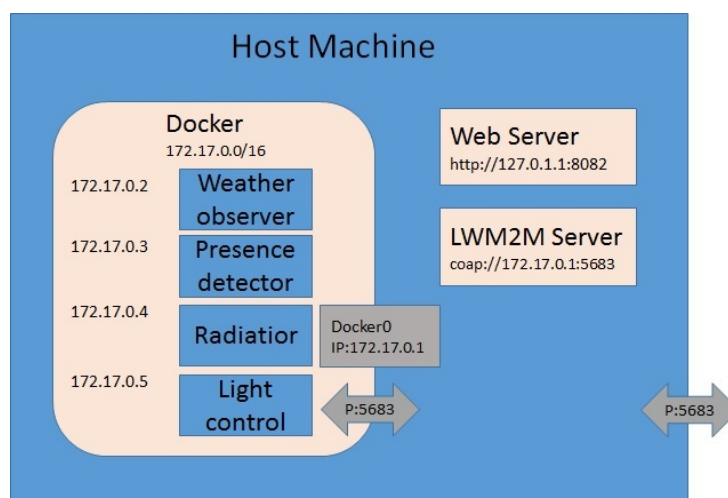 Host Machine
Docker
172.17.0.0/16
172.17.0.2
Weather
observer
172.17.0.3
Presence
detector
172.17.0.4
Radiatior
172.17.0.5
Light
control
Docker0
IP:172.17.0.1
P:5683
Web Server
http://127.0.1.1:8082
LWM2M Server
coap://172.17.0.1:5683
P:5683